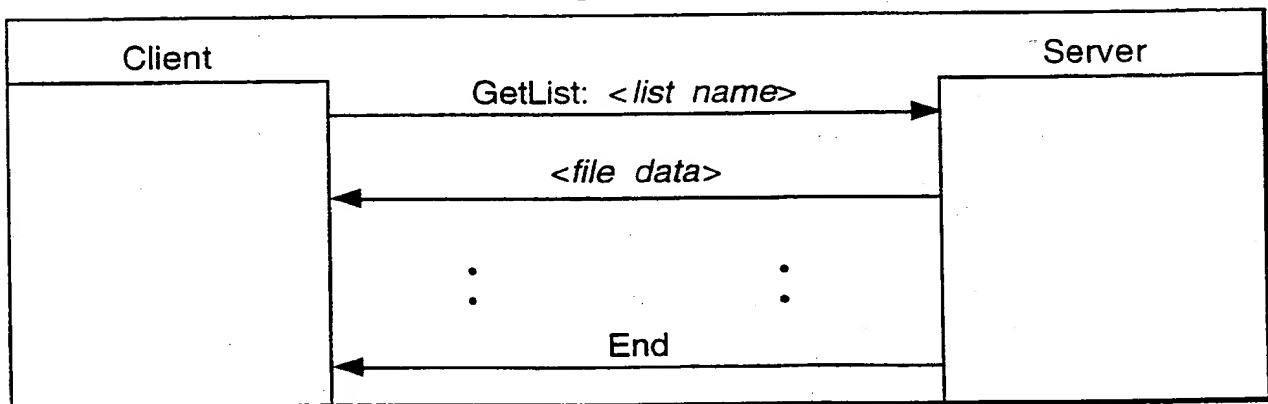 Client
Server
GetList: <list name>
<file data>
:
:
End